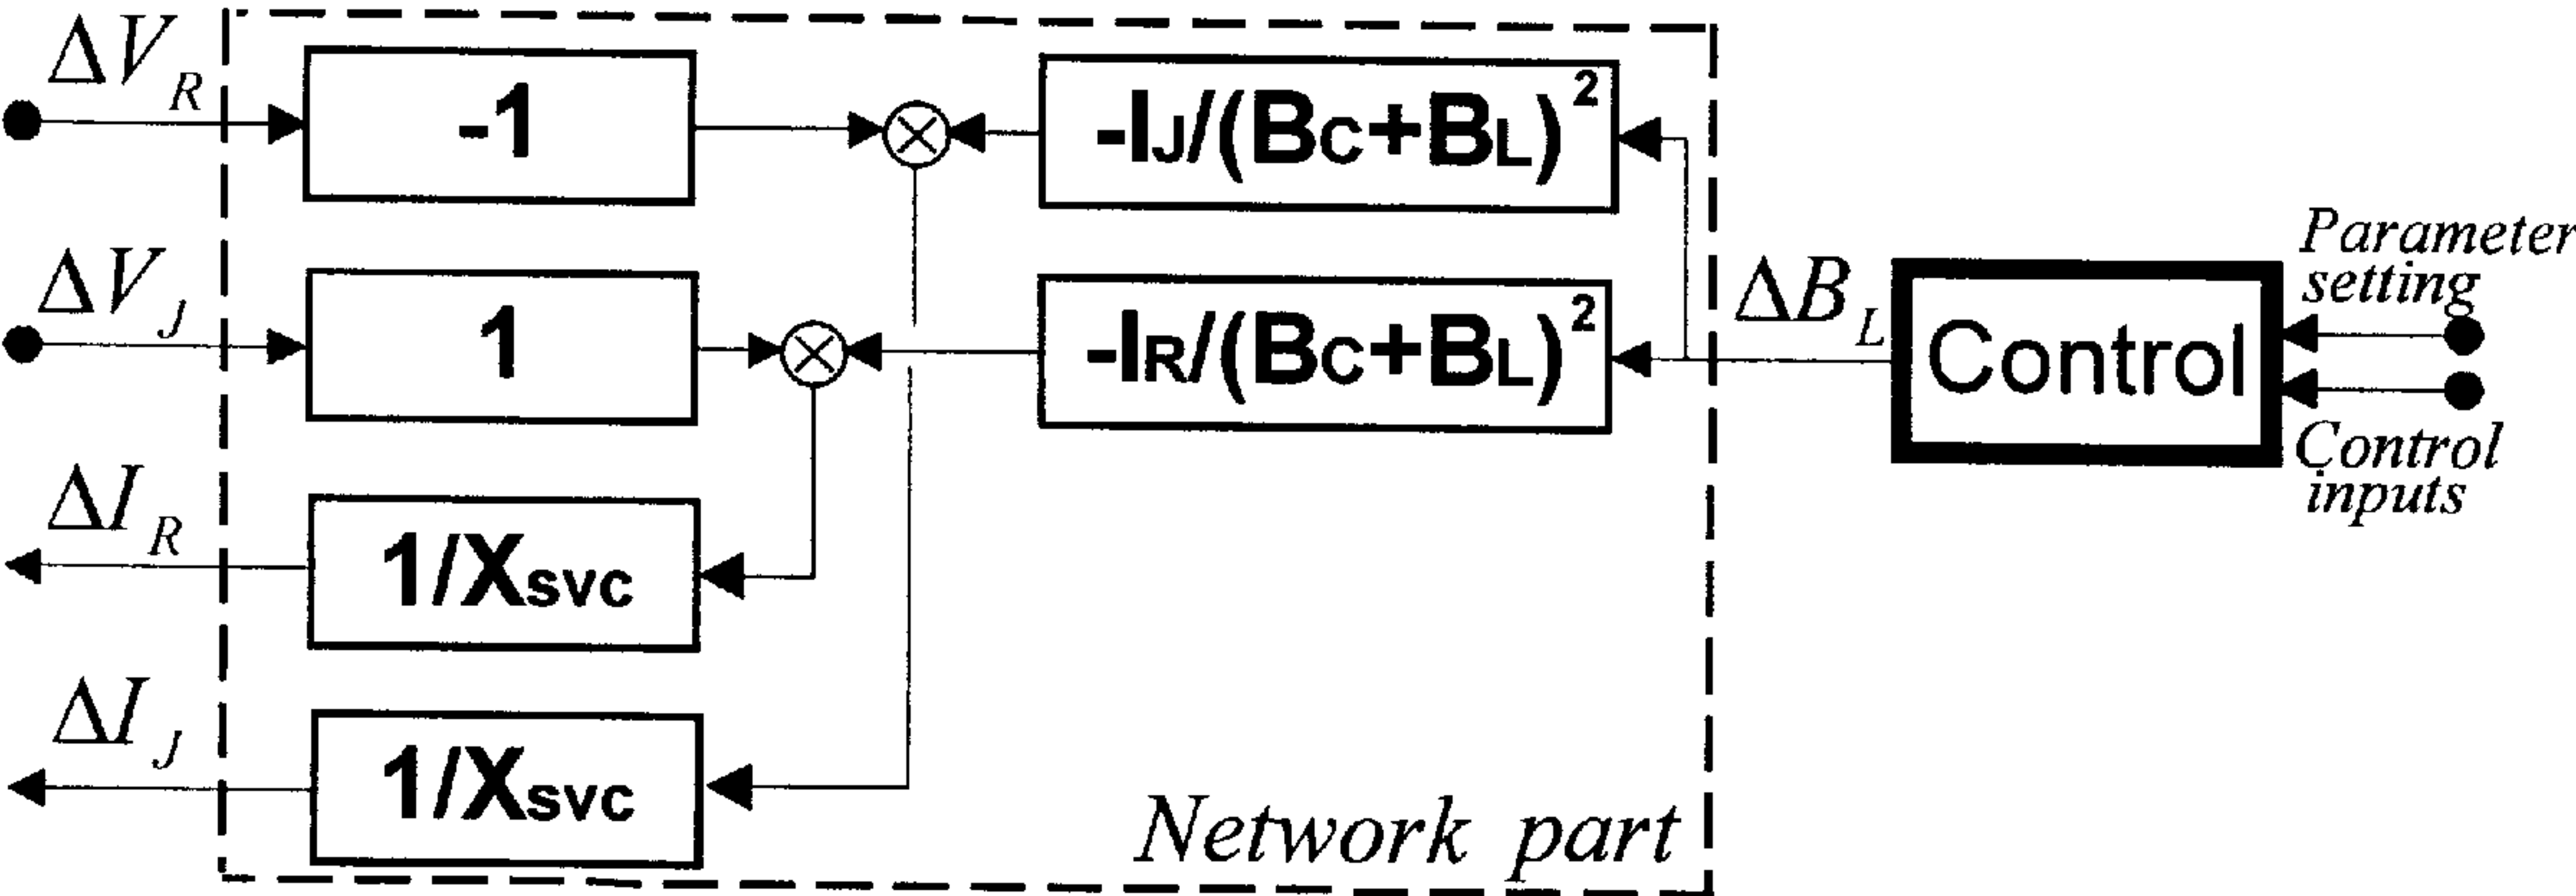 ΔV_R
-1
-I_J/(B_C+B_L)²
ΔV_J
1
-I_R/(B_C+B_L)²
ΔB_L
Control
Parameter
setting
Control
inputs
ΔI_R
1/X_SVC
ΔI_J
1/X_SVC
Network part